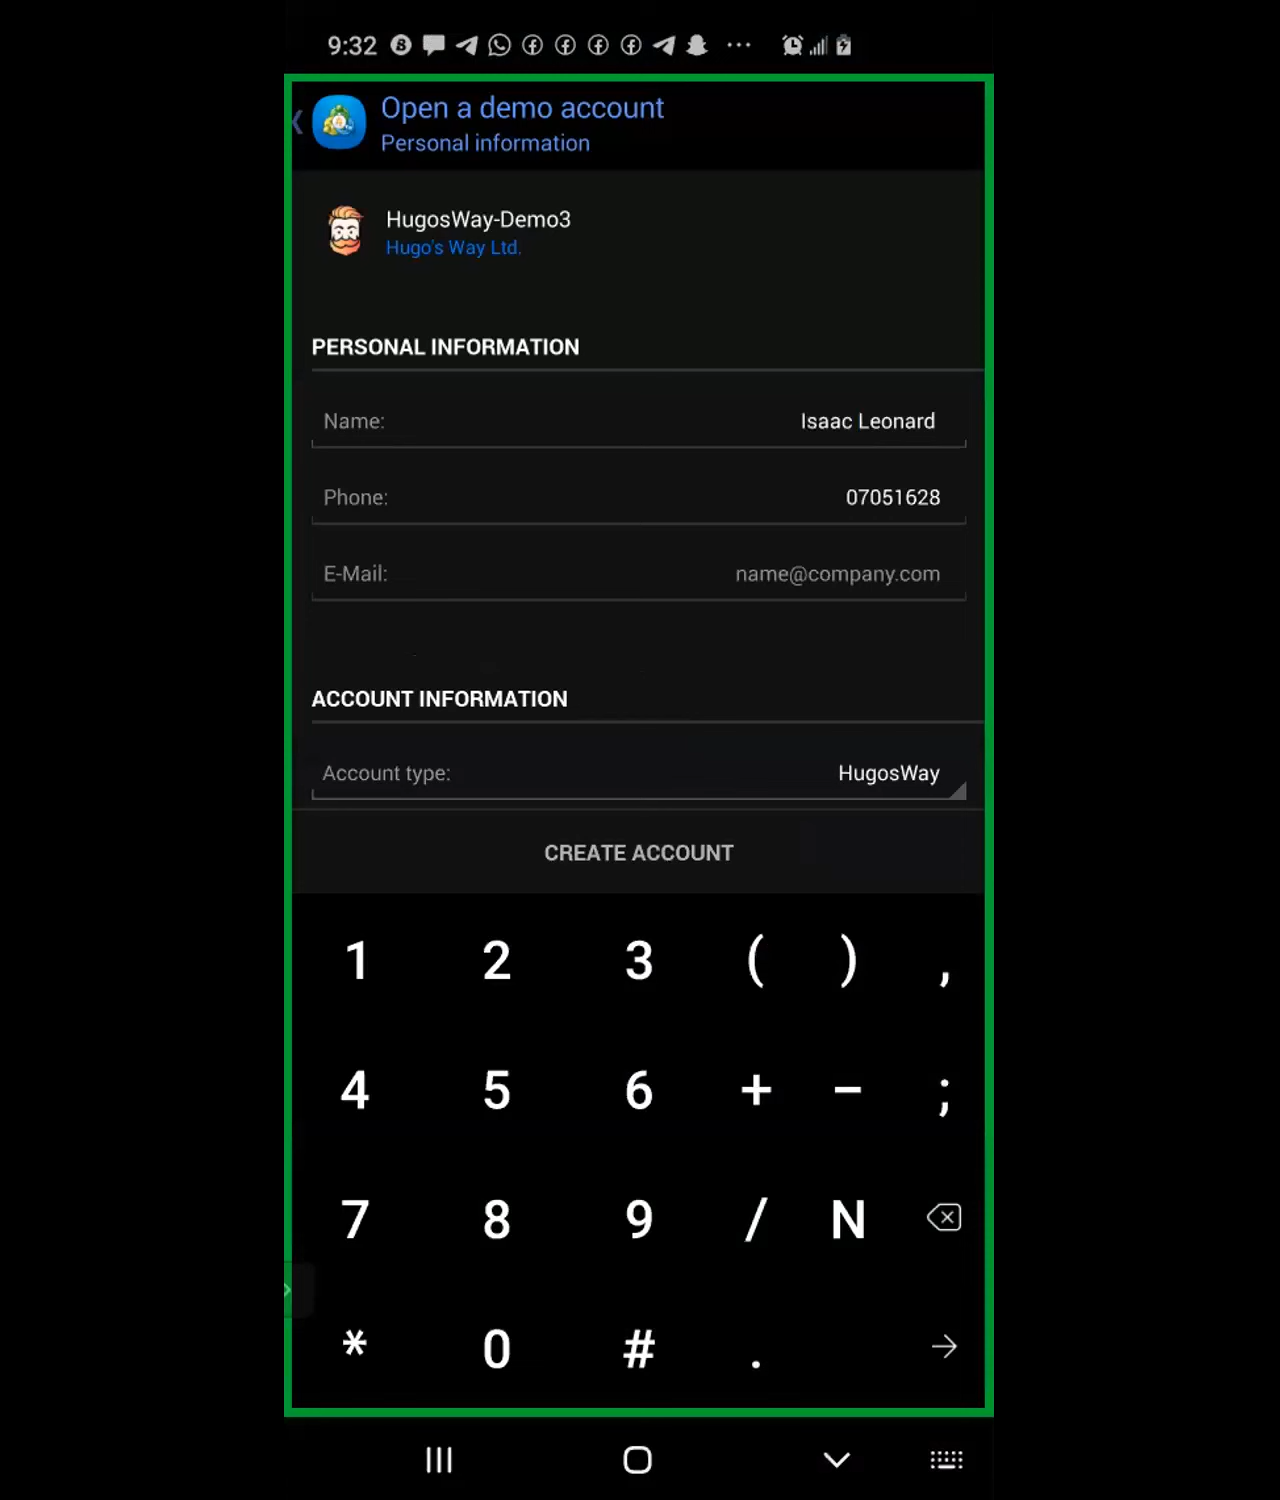 9:32
Open a demo account
Personal information
HugosWay-Demo3
Hugo's Way Ltd.
PERSONAL INFORMATION
Name: Isaac Leonard
Phone: 07051628
E-Mail: name@company.com
ACCOUNT INFORMATION
Account type: HugosWay
CREATE ACCOUNT
1 2 3 ( ) ,
4 5 6 + - ;
7 8 9 / N
* 0 # .